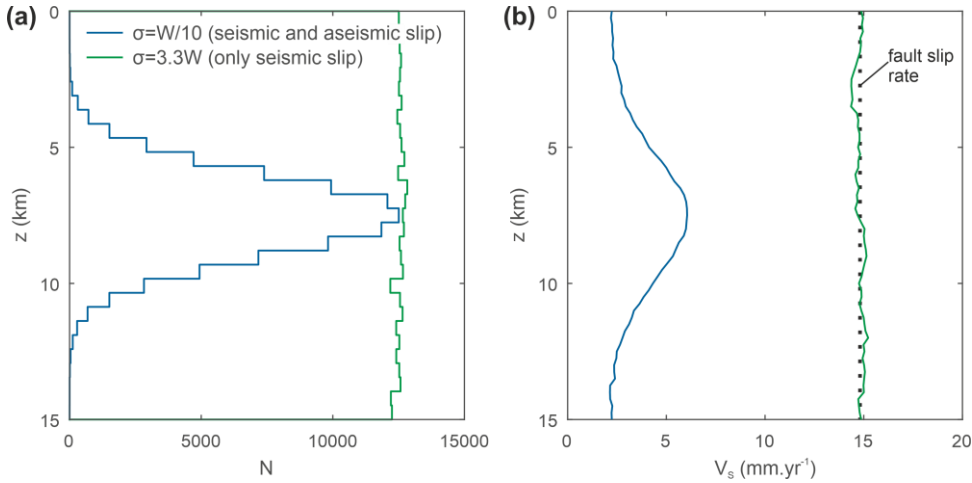 (a)
σ=W/10 (seismic and aseismic slip)
σ=3.3W (only seismic slip)
0
5
10
15
z (km)
0
5000
10000
15000
N
(b)
fault slip
rate
0
5
10
15
z (km)
0
5
10
15
20
Vₛ (mm.yr⁻¹)